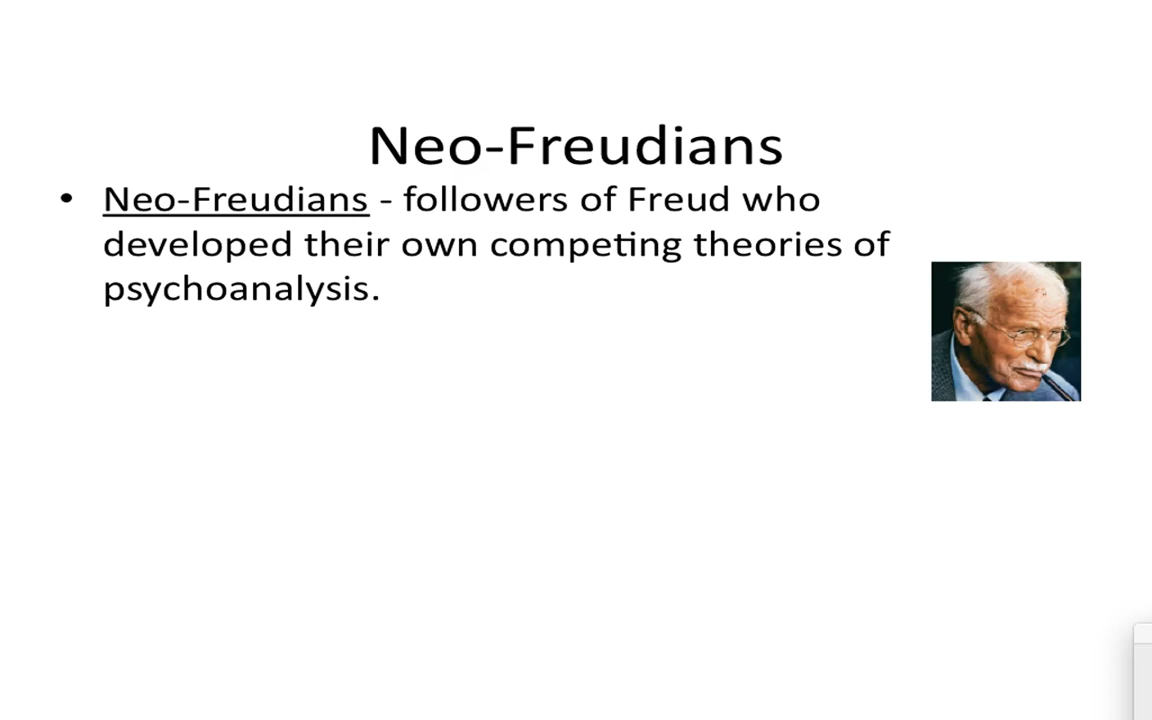 Neo-Freudians
• Neo-Freudians - followers of Freud who
developed their own competing theories of
psychoanalysis.